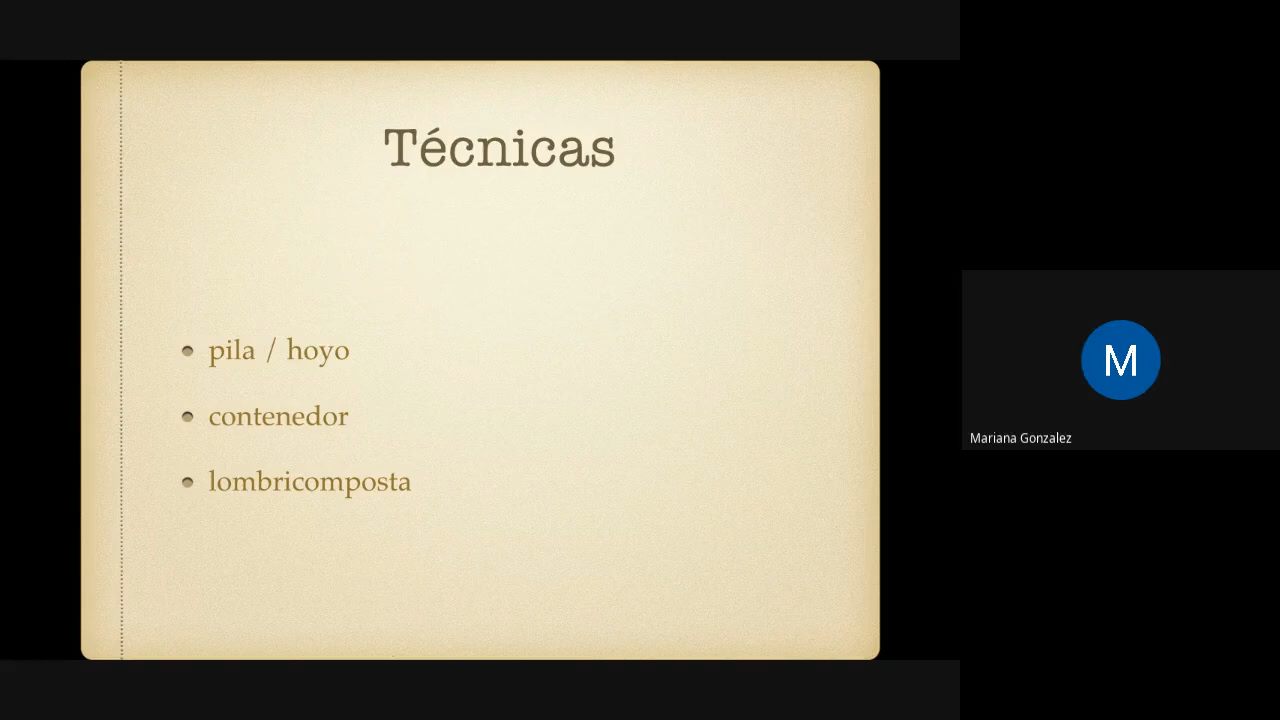 Técnicas
pila / hoyo
contenedor
lombricomposta
M
Mariana Gonzalez